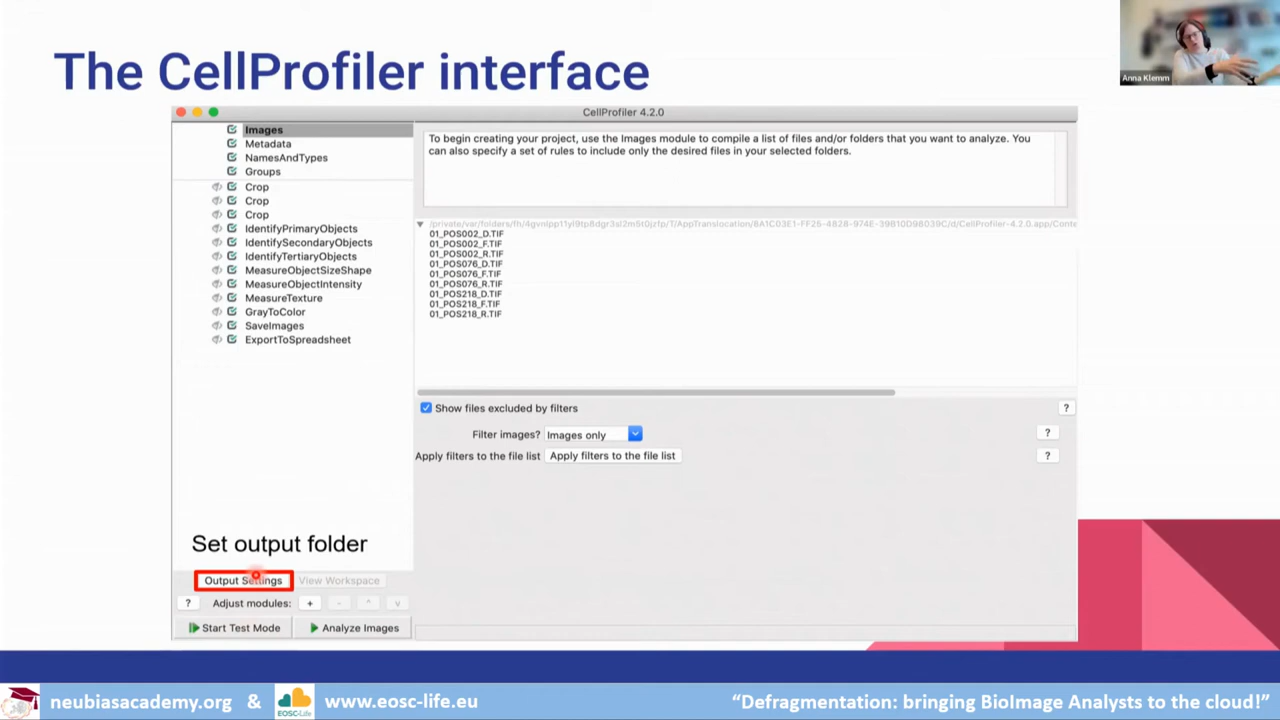 The CellProfiler interface
Anna Klemm
CellProfiler 4.2.0
Images
Metadata
NamesAndTypes
Groups
Crop
Crop
Crop
IdentifyPrimaryObjects
IdentifySecondaryObjects
IdentifyTertiaryObjects
MeasureObjectSizeShape
MeasureObjectIntensity
MeasureTexture
GrayToColor
SaveImages
ExportToSpreadsheet
To begin creating your project, use the Images module to compile a list of files and/or folders that you want to analyze. You
can also specify a set of rules to include only the desired files in your selected folders.
01_POS002_D.TIF
01_POS002_F.TIF
01_POS002_R.TIF
01_POS076_D.TIF
01_POS076_F.TIF
01_POS076_R.TIF
01_POS218_D.TIF
01_POS218_F.TIF
01_POS218_R.TIF
Show files excluded by filters
?
Filter images? Images only
?
Apply filters to the file list Apply filters to the file list
?
Set output folder
Output Settings View Workspace
? Adjust modules: + - ^ v
Start Test Mode Analyze Images
neubiasacademy.org & www.eosc-life.eu
EOSC-Life
“Defragmentation: bringing BioImage Analysts to the cloud!”